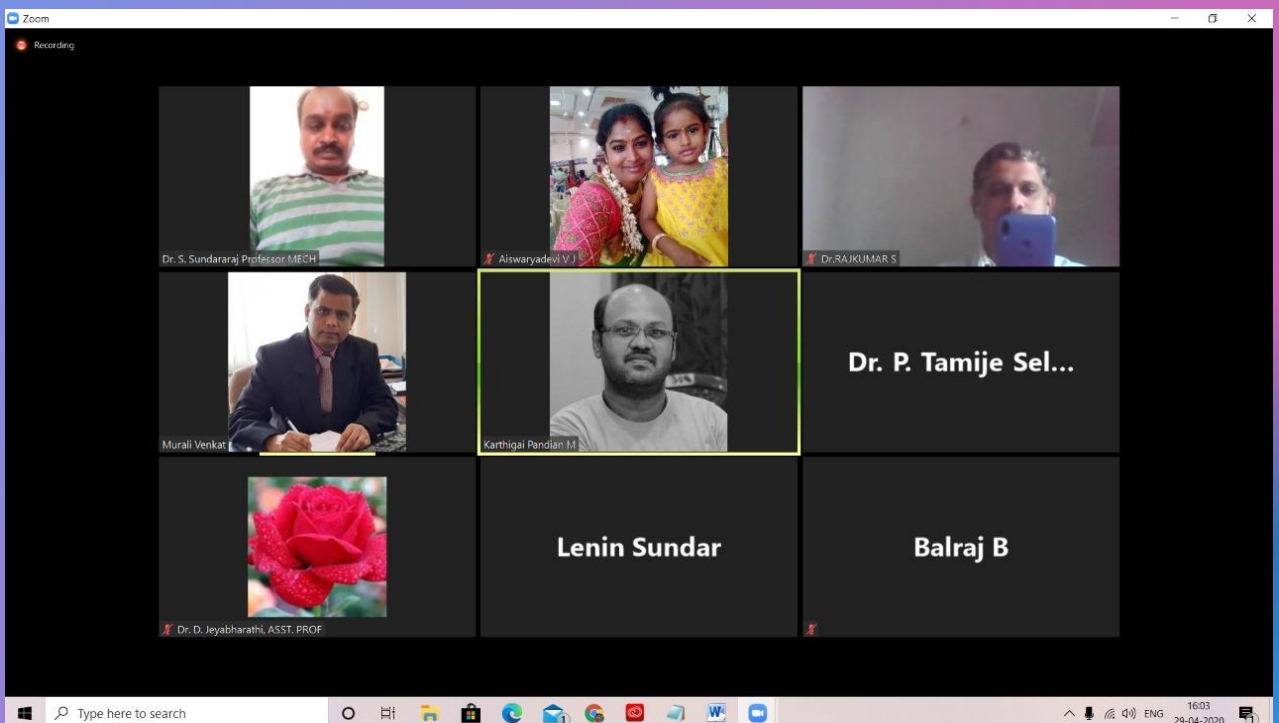 Zoom
Recording
Dr. S. Sundararaj Professor MECH
Aiswaryadevi V J
Dr.RAJKUMAR S
Murali Venkat
Karthigai Pandian M
Dr. P. Tamije Sel...
Dr. D. Jeyabharathi, ASST. PROF
Lenin Sundar
Balraj B
Type here to search
ENG
16:03
29-04-2020